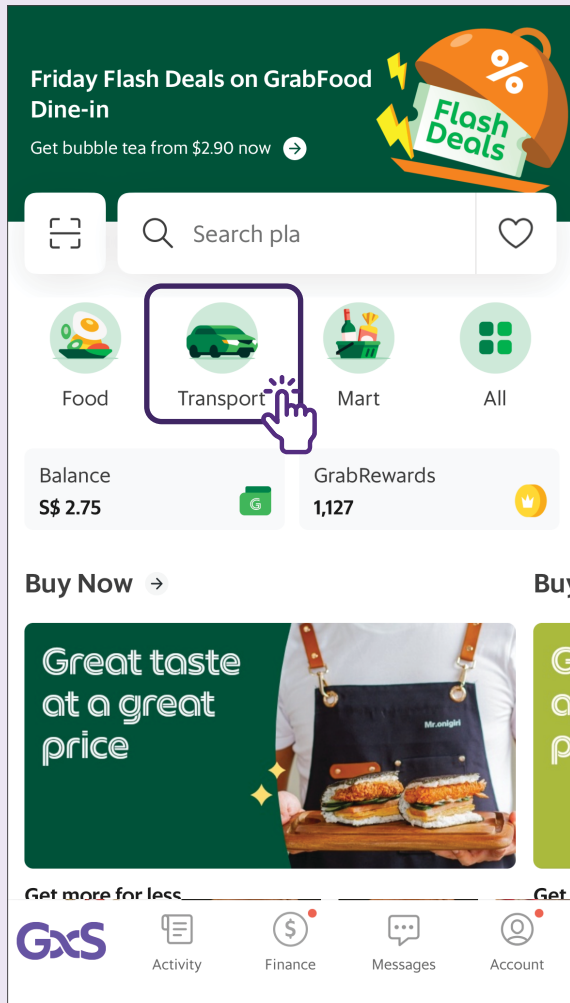 Friday Flash Deals on GrabFood
Dine-in
Get bubble tea from $2.90 now
%
Flash
Deals
Search pla
Food
Transport
Mart
All
Balance
S$ 2.75
G
GrabRewards
1,127
Buy Now
Buy
Great taste
at a great
price
Mr.onigiri
G
a
p
Get more for less
Get
GXS
$
Activity
Finance
Messages
Account